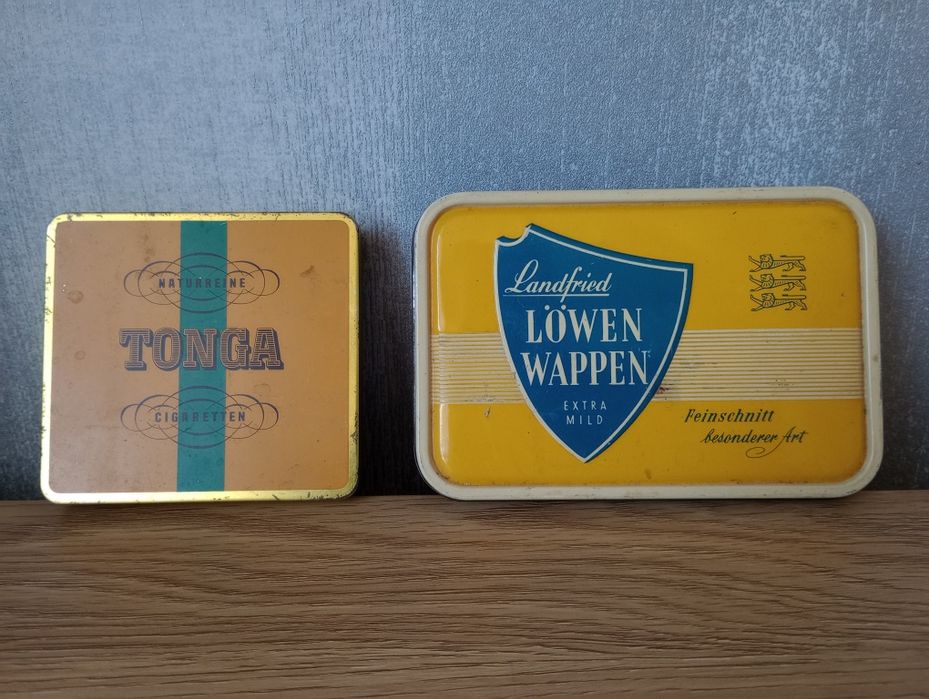 NATURREINE
TONGA
CIGARETTEN
Landfried
LÖWEN
WAPPEN
EXTRA
MILD
Feinschnitt
besonderer Art